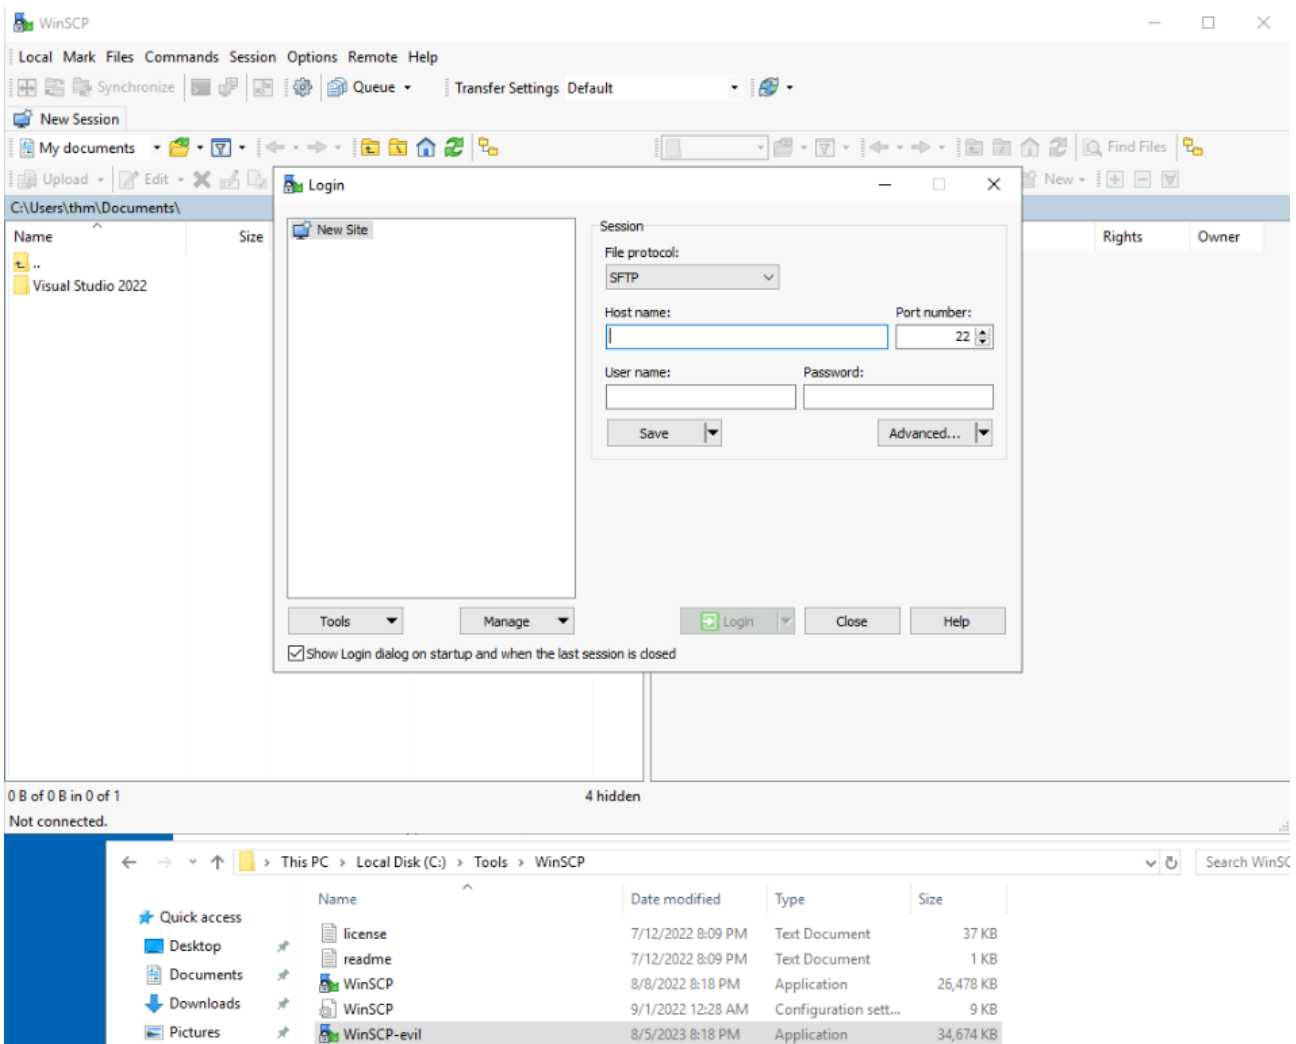 WinSCP
Local Mark Files Commands Session Options Remote Help
Synchronize Queue Transfer Settings Default
New Session
My documents Find Files
Upload Edit New
C:\Users\thm\Documents\
Name Size Rights Owner
..
Visual Studio 2022
Login
New Site
Session
File protocol:
SFTP
Host name: Port number:
22
User name: Password:
Save Advanced...
Tools Manage Login Close Help
Show Login dialog on startup and when the last session is closed
0 B of 0 B in 0 of 1 4 hidden
Not connected.
This PC > Local Disk (C:) > Tools > WinSCP Search WinSC
Name Date modified Type Size
Quick access
Desktop
Documents
Downloads
Pictures
license 7/12/2022 8:09 PM Text Document 37 KB
readme 7/12/2022 8:09 PM Text Document 1 KB
WinSCP 8/8/2022 8:18 PM Application 26,478 KB
WinSCP 9/1/2022 12:28 AM Configuration sett... 9 KB
WinSCP-evil 8/5/2023 8:18 PM Application 34,674 KB